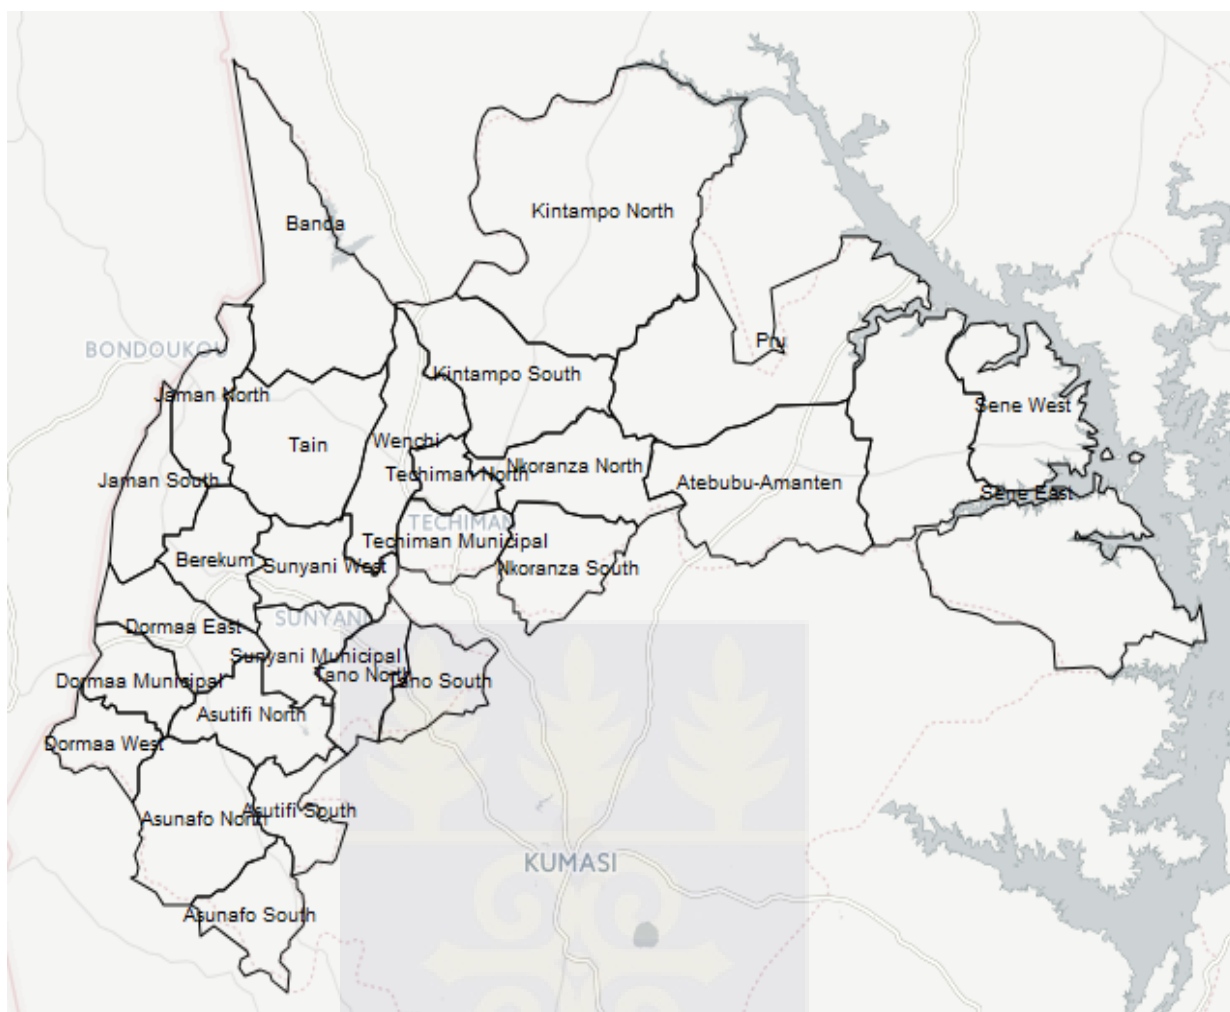 Kintampo North
Banda
Pru
BONDOUKOU
Kintampo South
Jaman North
Sene West
Tain
Wenchi
Nkoranza North
Techiman North
Jaman South
Atebubu-Amanten
Sene East
TECHIMAN
Techiman Municipal
Berekum
Sunyani West
Nkoranza South
SUNYANI
Dormaa East
Sunyani Municipal
Tano North
Tano South
Dormaa Municipal
Asutifi North
Dormaa West
Asutifi South
Asunafo North
KUMASI
Asunafo South